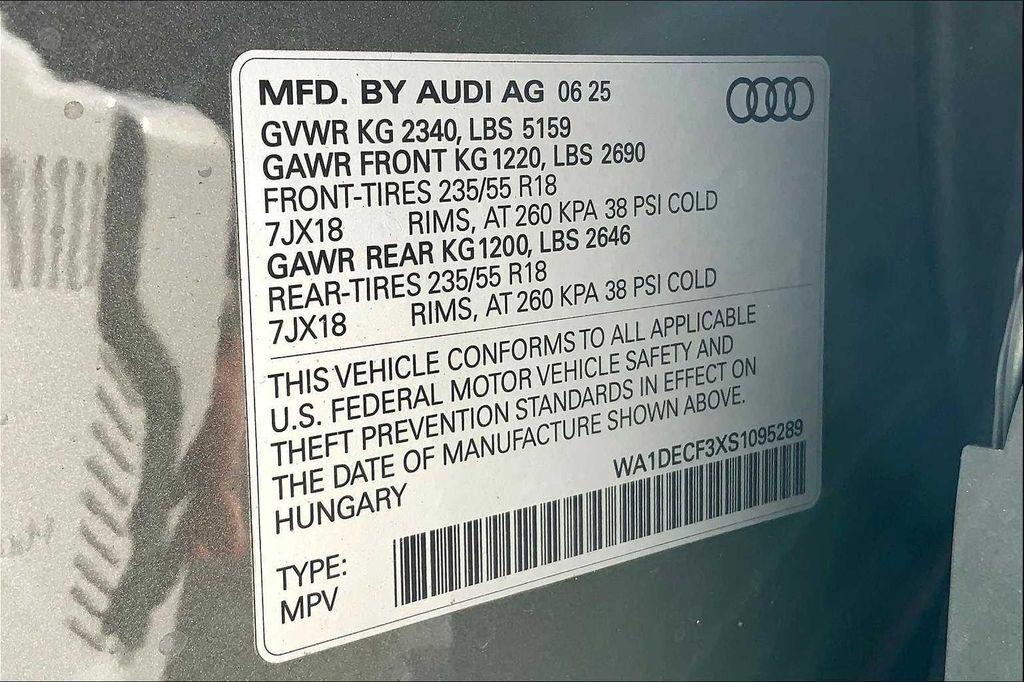 MFD. BY AUDI AG 06 25
GVWR KG 2340, LBS 5159
GAWR FRONT KG 1220, LBS 2690
FRONT-TIRES 235/55 R18
7JX18 RIMS, AT 260 KPA 38 PSI COLD
GAWR REAR KG 1200, LBS 2646
REAR-TIRES 235/55 R18
7JX18 RIMS, AT 260 KPA 38 PSI COLD
THIS VEHICLE CONFORMS TO ALL APPLICABLE
U.S. FEDERAL MOTOR VEHICLE SAFETY AND
THEFT PREVENTION STANDARDS IN EFFECT ON
THE DATE OF MANUFACTURE SHOWN ABOVE.
HUNGARY WA1DECF3XS1095289
TYPE:
MPV